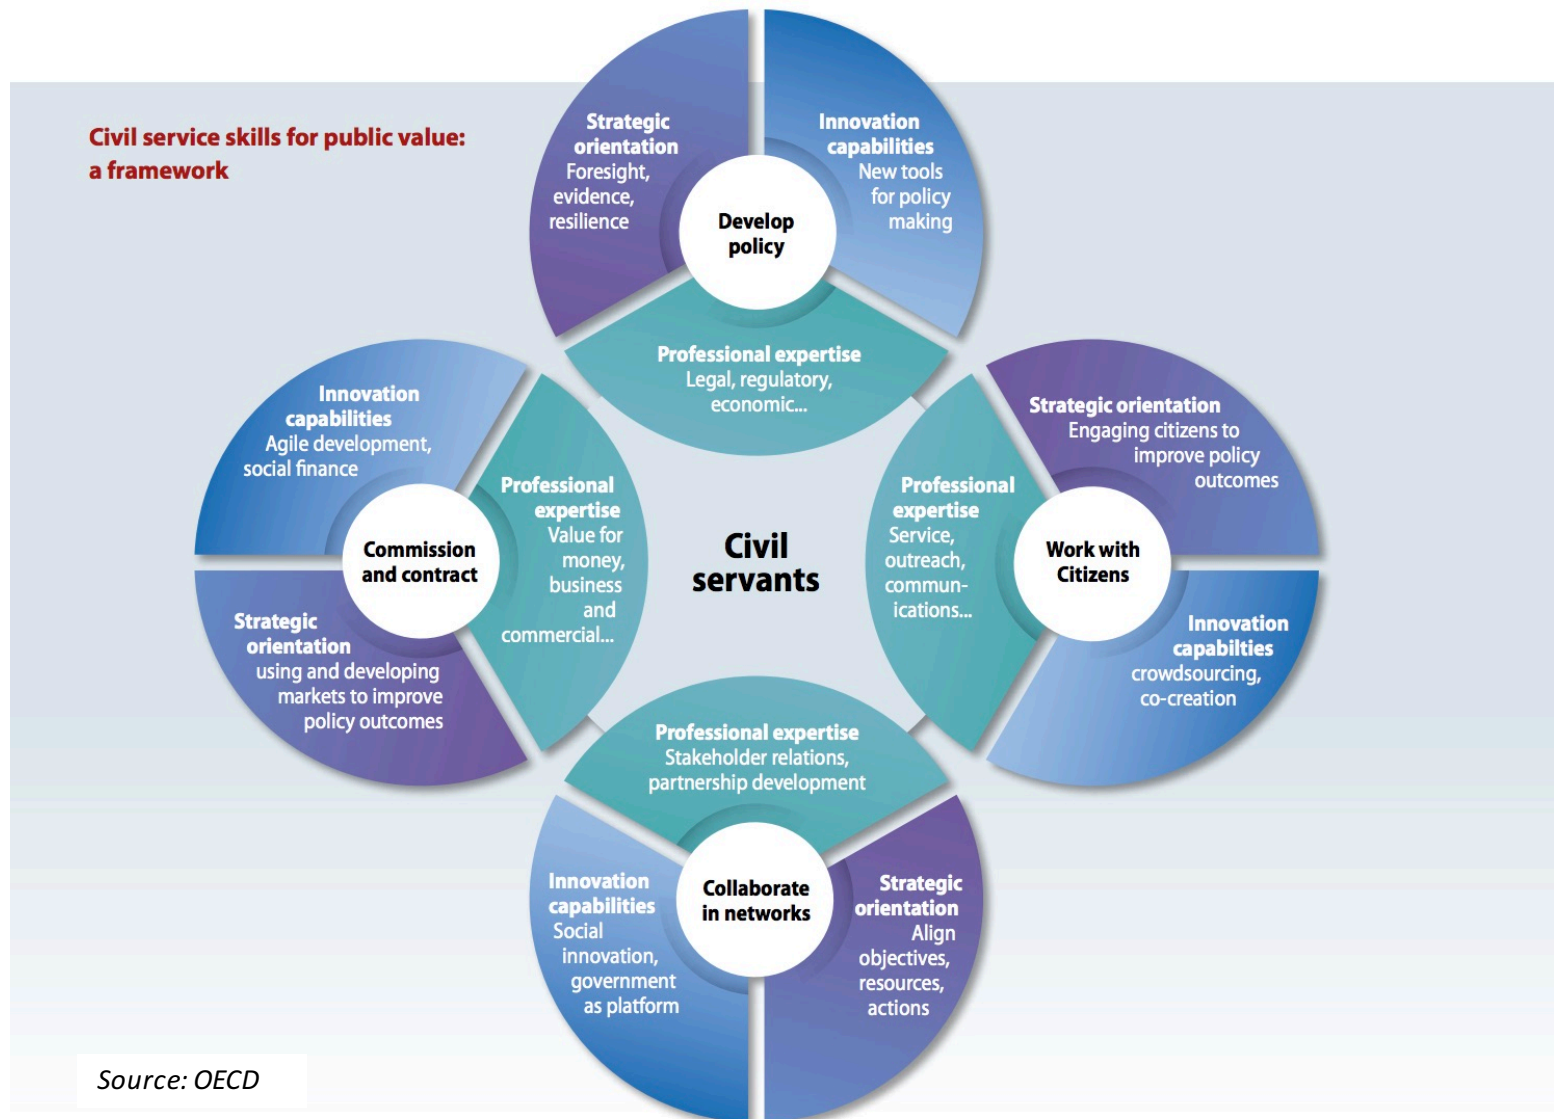 Civil service skills for public value:
a framework
Strategic
orientation
Foresight,
evidence,
resilience
Innovation
capabilities
New tools
for policy
making
Develop
policy
Professional expertise
Legal, regulatory,
economic...
Innovation
capabilities
Agile development,
social finance
Commission
and contract
Professional
expertise
Value for
money,
business
and
commercial...
Strategic
orientation
using and developing
markets to improve
policy outcomes
Civil
servants
Professional
expertise
Service,
outreach,
commun-
ications...
Work with
Citizens
Strategic orientation
Engaging citizens to
improve policy
outcomes
Innovation
capabilties
crowdsourcing,
co-creation
Professional expertise
Stakeholder relations,
partnership development
Collaborate
in networks
Innovation
capabilities
Social
innovation,
government
as platform
Strategic
orientation
Align
objectives,
resources,
actions
Source: OECD